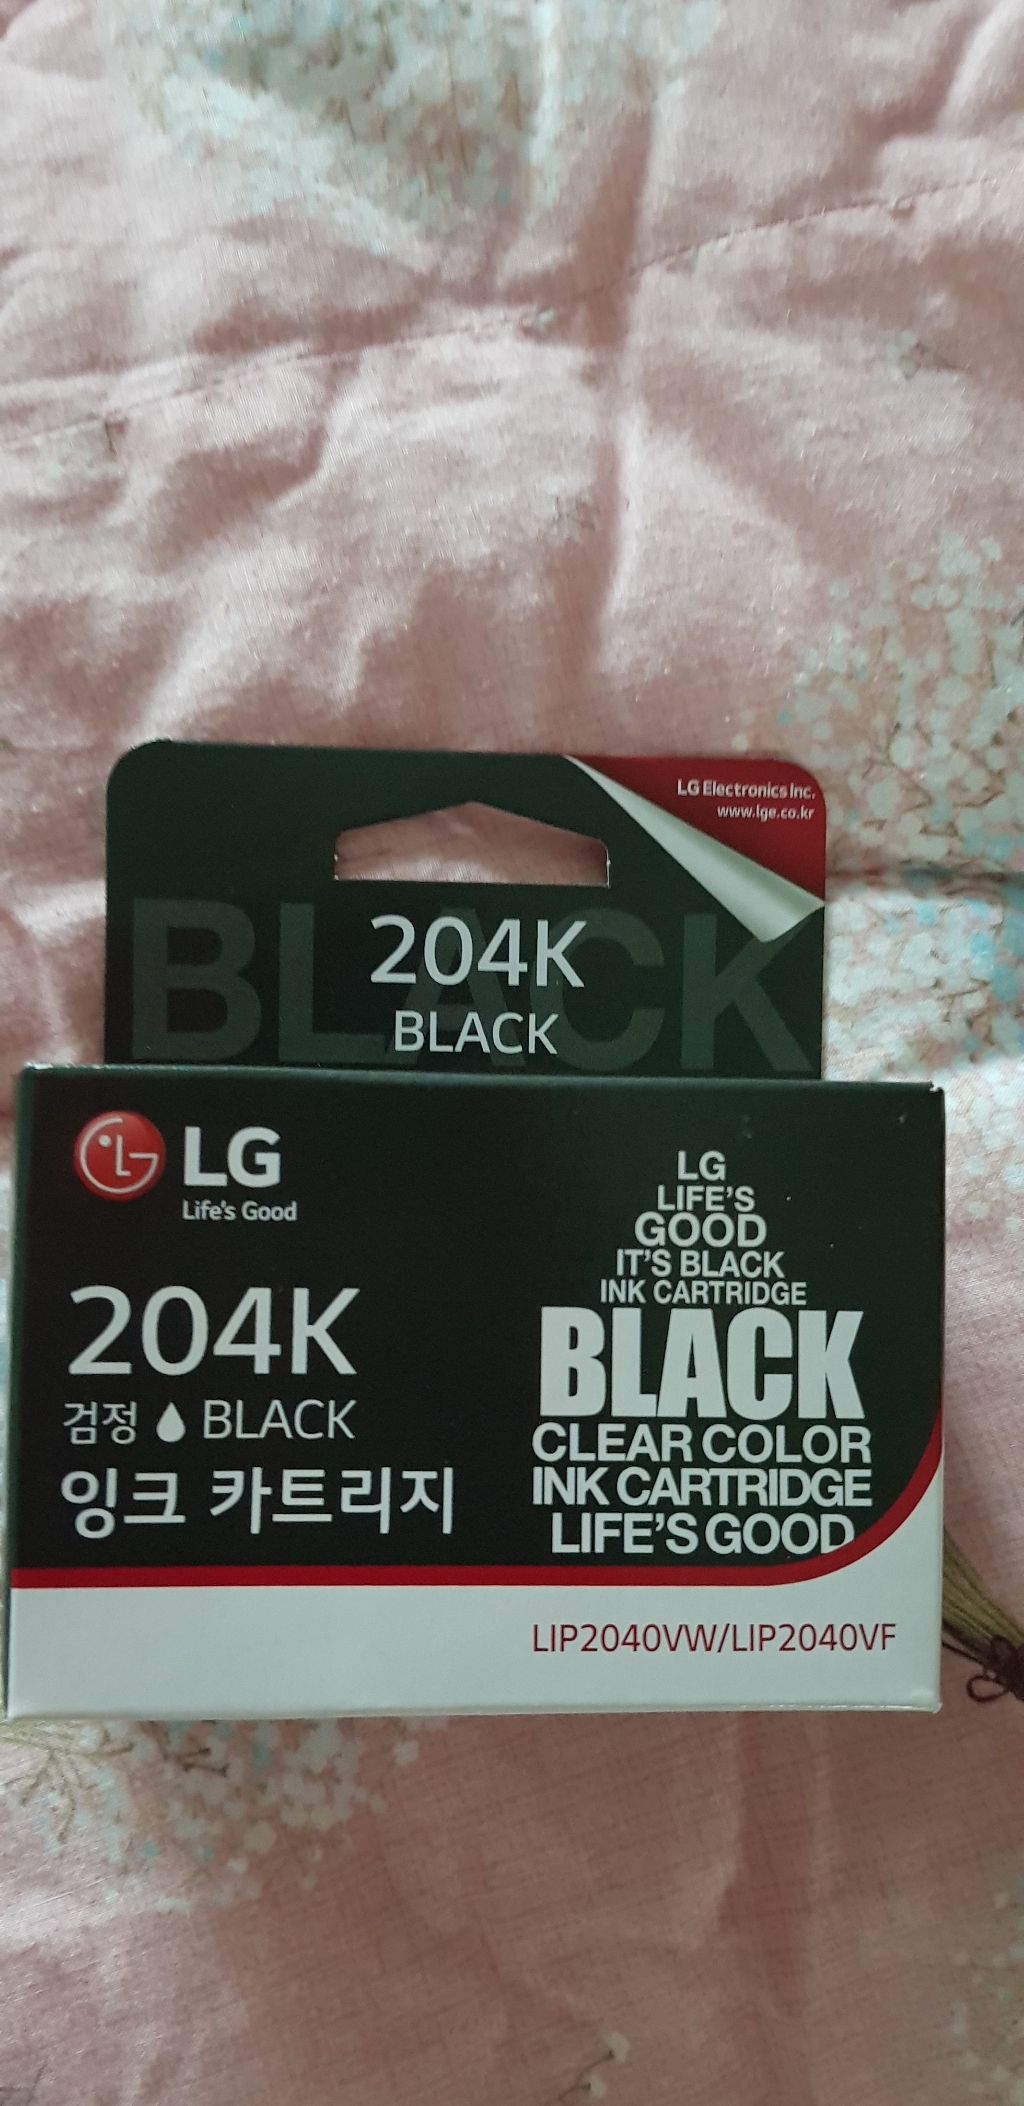 LG Electronics Inc.
www.lge.co.kr
BLACK
204K
BLACK
LG
Life's Good
204K
검정 BLACK
잉크 카트리지
LG
LIFE'S
GOOD
IT'S BLACK
INK CARTRIDGE
BLACK
CLEAR COLOR
INK CARTRIDGE
LIFE'S GOOD
LIP2040VW/LIP2040VF